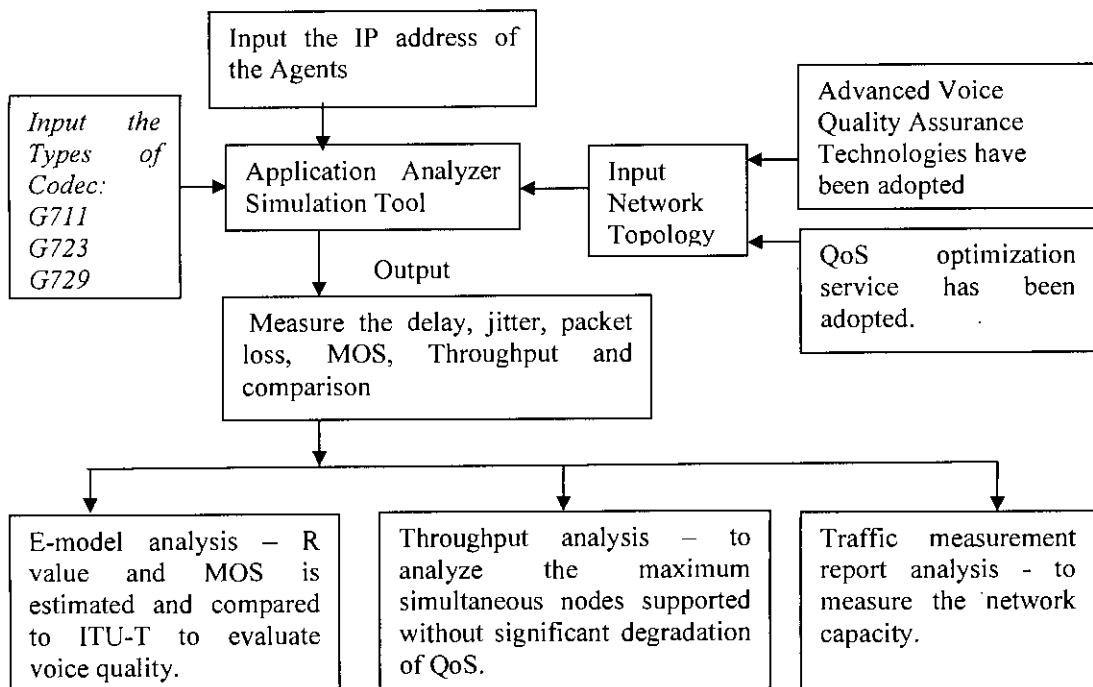 Input the IP address of
the Agents
Input the
Types of
Codec:
G711
G723
G729
Application Analyzer
Simulation Tool
Input
Network
Topology
Advanced Voice
Quality Assurance
Technologies have
been adopted
QoS optimization
service has been
adopted.
Output
Measure the delay, jitter, packet
loss, MOS, Throughput and
comparison
E-model analysis – R
value and MOS is
estimated and compared
to ITU-T to evaluate
voice quality.
Throughput analysis – to
analyze the maximum
simultaneous nodes supported
without significant degradation
of QoS.
Traffic measurement
report analysis - to
measure the network
capacity.